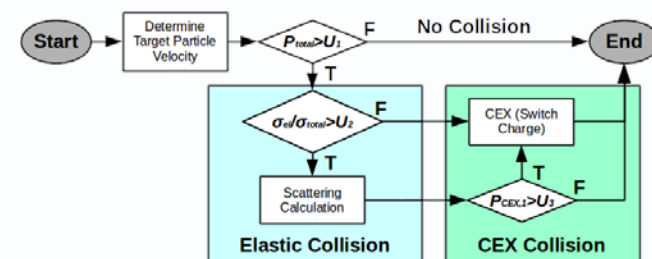 Start
Determine
Target Particle
Velocity
P_total>U_1
F
No Collision
End
T
σ_el/σ_total>U_2
F
CEX (Switch
Charge)
T
T
F
Scattering
Calculation
P_CEX,1>U_3
Elastic Collision
CEX Collision